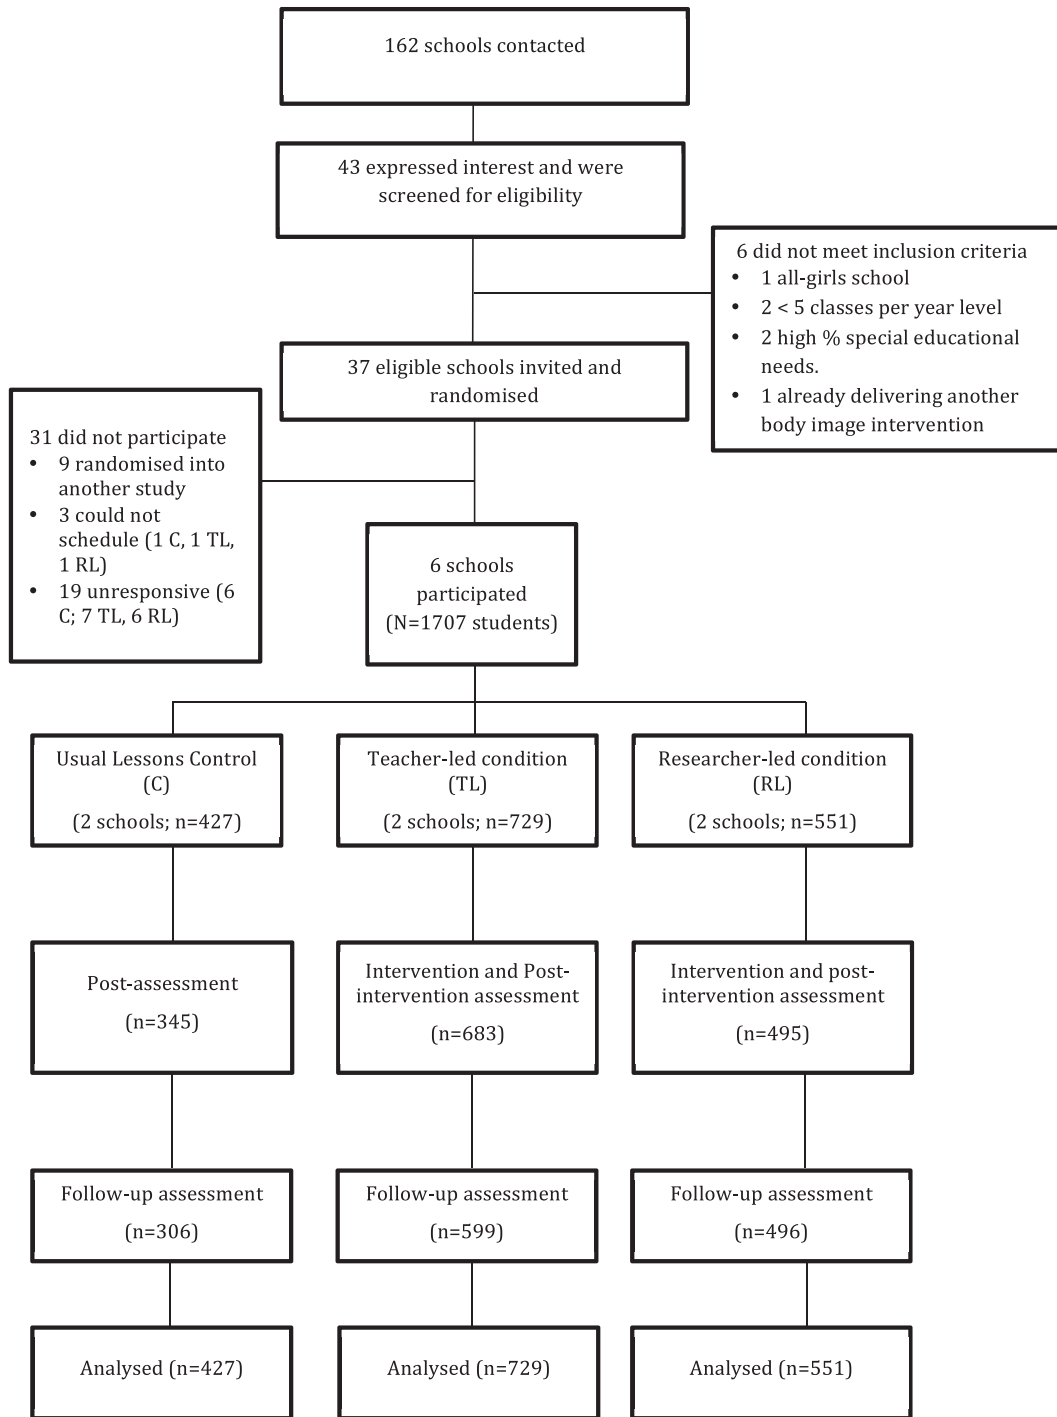 162 schools contacted
43 expressed interest and were
screened for eligibility
6 did not meet inclusion criteria
• 1 all-girls school
• 2 < 5 classes per year level
• 2 high % special educational
needs.
• 1 already delivering another
body image intervention
37 eligible schools invited and
randomised
31 did not participate
• 9 randomised into
another study
• 3 could not
schedule (1 C, 1 TL,
1 RL)
• 19 unresponsive (6
C; 7 TL, 6 RL)
6 schools
participated
(N=1707 students)
Usual Lessons Control
(C)
(2 schools; n=427)
Teacher-led condition
(TL)
(2 schools; n=729)
Researcher-led condition
(RL)
(2 schools; n=551)
Post-assessment
(n=345)
Intervention and Post-
intervention assessment
(n=683)
Intervention and post-
intervention assessment
(n=495)
Follow-up assessment
(n=306)
Follow-up assessment
(n=599)
Follow-up assessment
(n=496)
Analysed (n=427)
Analysed (n=729)
Analysed (n=551)